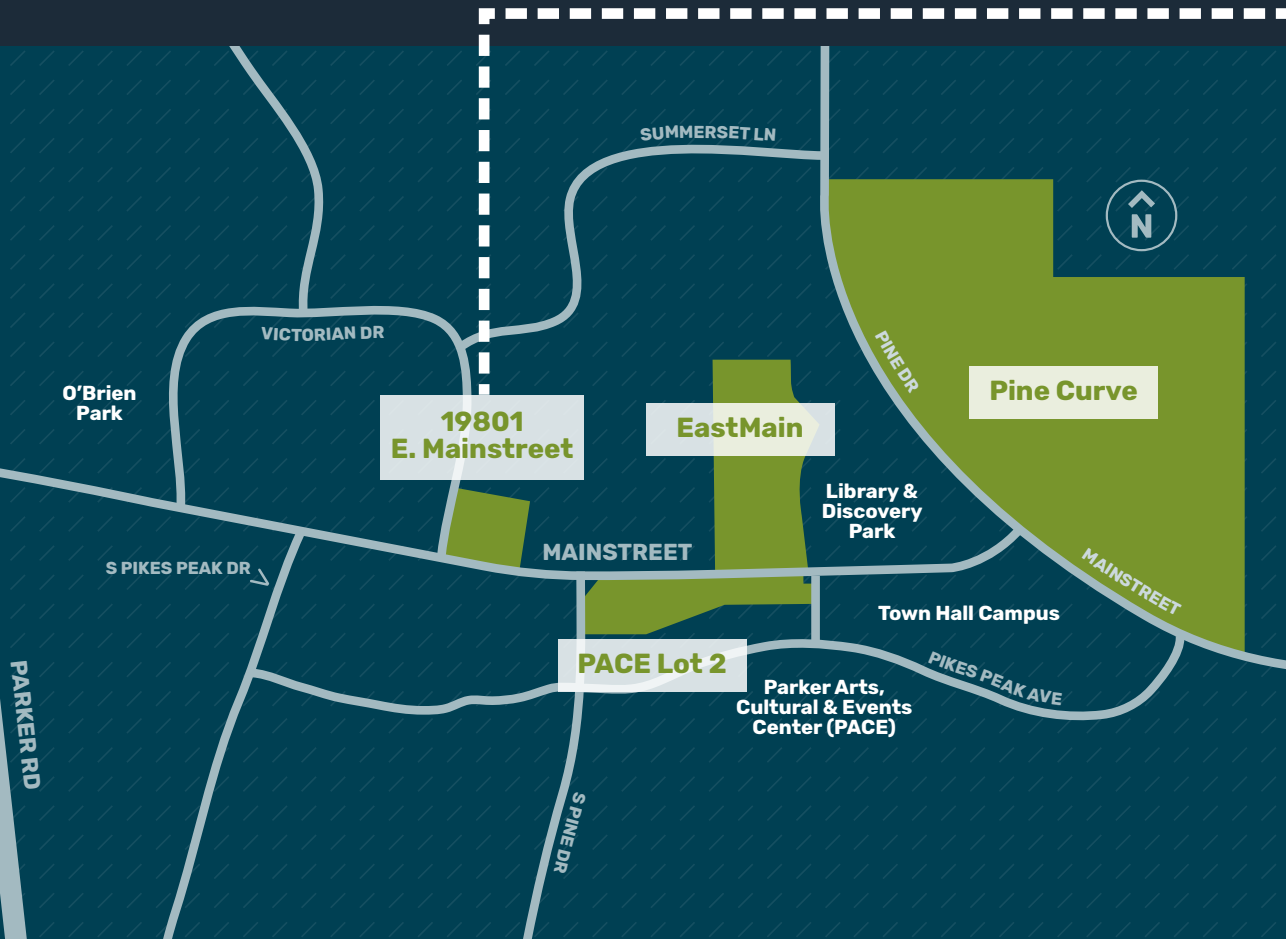 SUMMERSET LN
N
VICTORIAN DR
PINE DR
O’Brien
Park
19801
E. Mainstreet
EastMain
Pine Curve
Library &
Discovery
Park
MAINSTREET
S PIKES PEAK DR
MAINSTREET
Town Hall Campus
PACE Lot 2
PIKES PEAK AVE
Parker Arts,
Cultural & Events
Center (PACE)
PARKER RD
S PINE DR